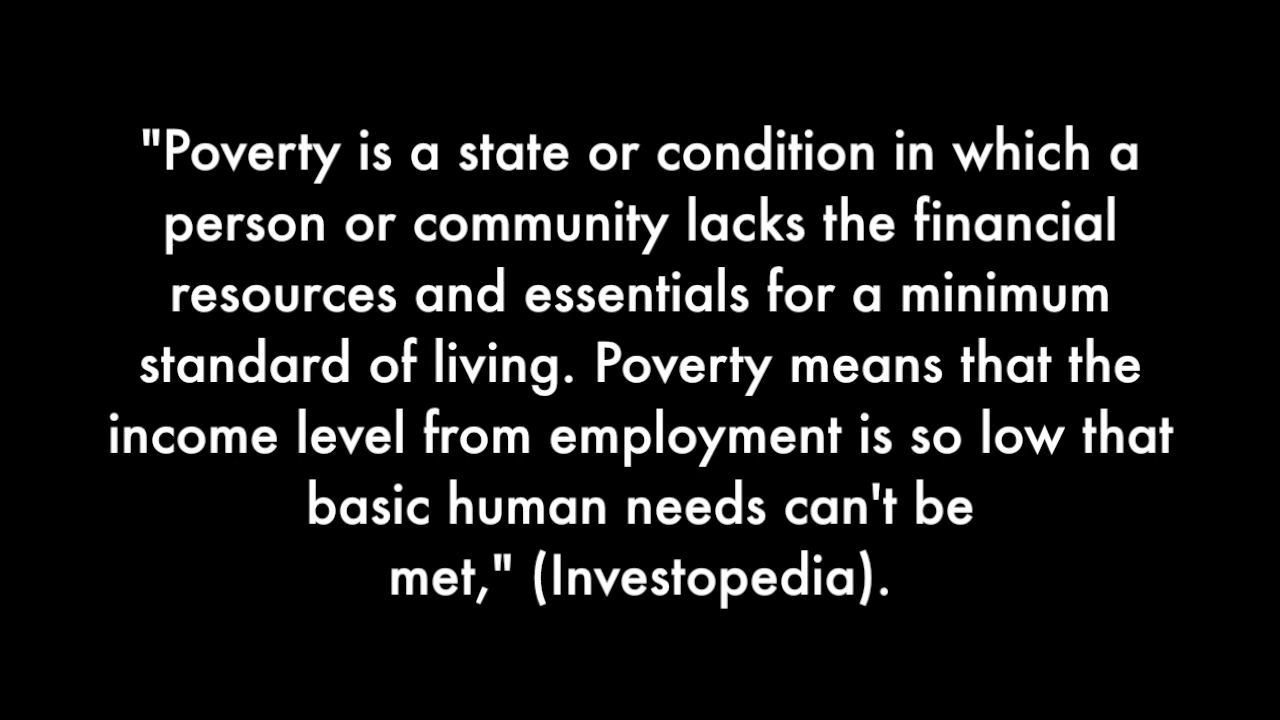 "Poverty is a state or condition in which a
person or community lacks the financial
resources and essentials for a minimum
standard of living. Poverty means that the
income level from employment is so low that
basic human needs can't be
met," (Investopedia).